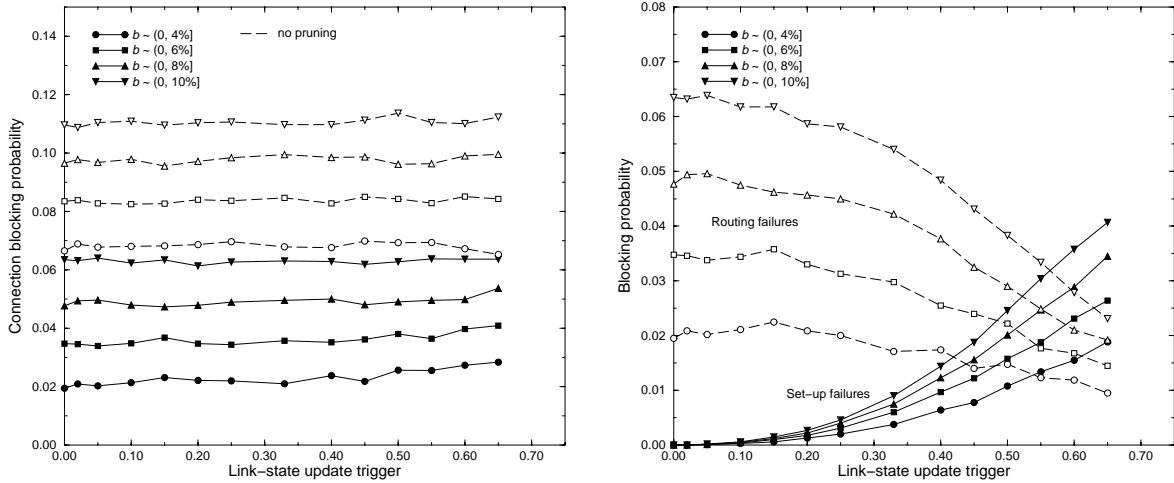 0.15
0.12
0.10
0.08
0.06
0.04
0.02
0.00
Connection blocking probability
b ~ (0, 4%]
b ~ (0, 6%]
b ~ (0, 8%]
b ~ (0, 10%]
no pruning
0.00 0.10 0.20 0.30 0.40 0.50 0.60 0.70
Link−state update trigger
0.08
0.07
0.06
0.05
0.04
0.03
0.02
0.01
0.00
Blocking probability
b ~ (0, 4%]
b ~ (0, 6%]
b ~ (0, 8%]
b ~ (0, 10%]
Routing failures
Set−up failures
0.00 0.10 0.20 0.30 0.40 0.50 0.60 0.70
Link−state update trigger